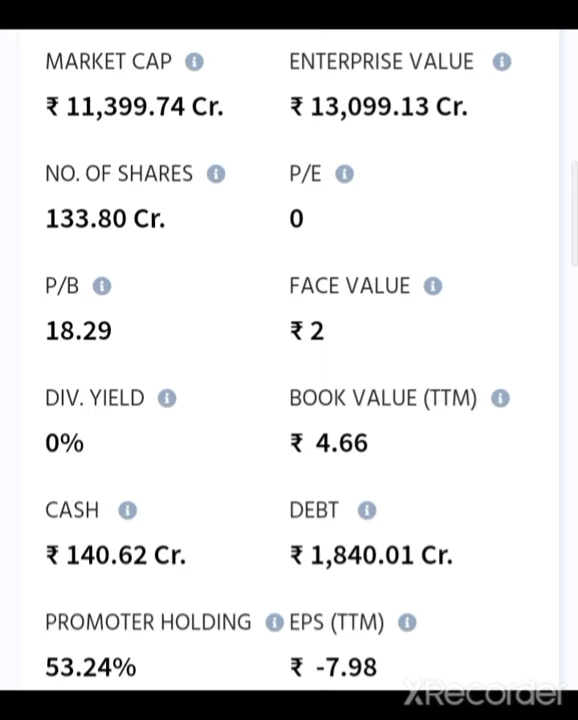 MARKET CAP ENTERPRISE VALUE
₹ 11,399.74 Cr. ₹ 13,099.13 Cr.
NO. OF SHARES P/E
133.80 Cr. 0
P/B FACE VALUE
18.29 ₹ 2
DIV. YIELD BOOK VALUE (TTM)
0% ₹ 4.66
CASH DEBT
₹ 140.62 Cr. ₹ 1,840.01 Cr.
PROMOTER HOLDING EPS (TTM)
53.24% ₹ -7.98
XRecorder